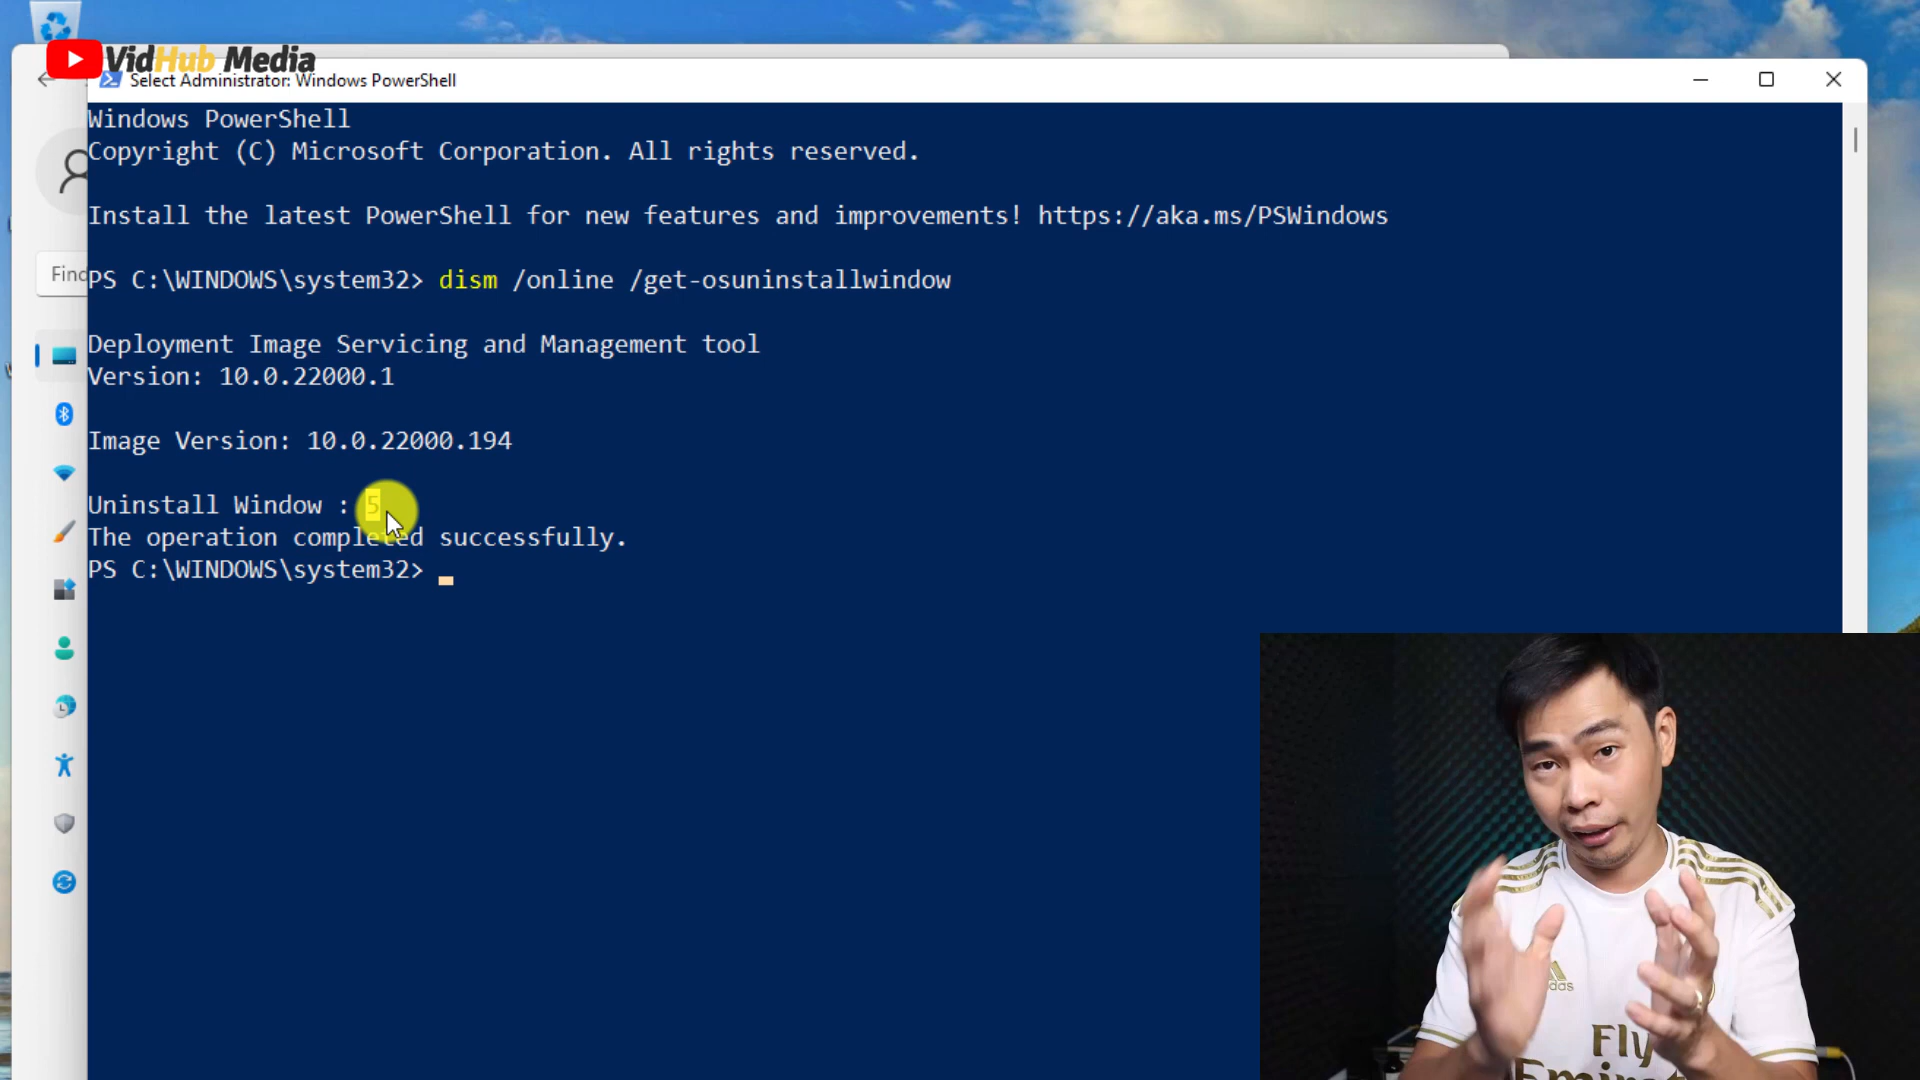 VidHub Media
Select Administrator: Windows PowerShell
Windows PowerShell
Copyright (C) Microsoft Corporation. All rights reserved.
Install the latest PowerShell for new features and improvements! https://aka.ms/PSWindows
Find
PS C:\WINDOWS\system32> dism /online /get-osuninstallwindow
Deployment Image Servicing and Management tool
Version: 10.0.22000.1
Image Version: 10.0.22000.194
Uninstall Window : 5
The operation completed successfully.
PS C:\WINDOWS\system32>
Fly